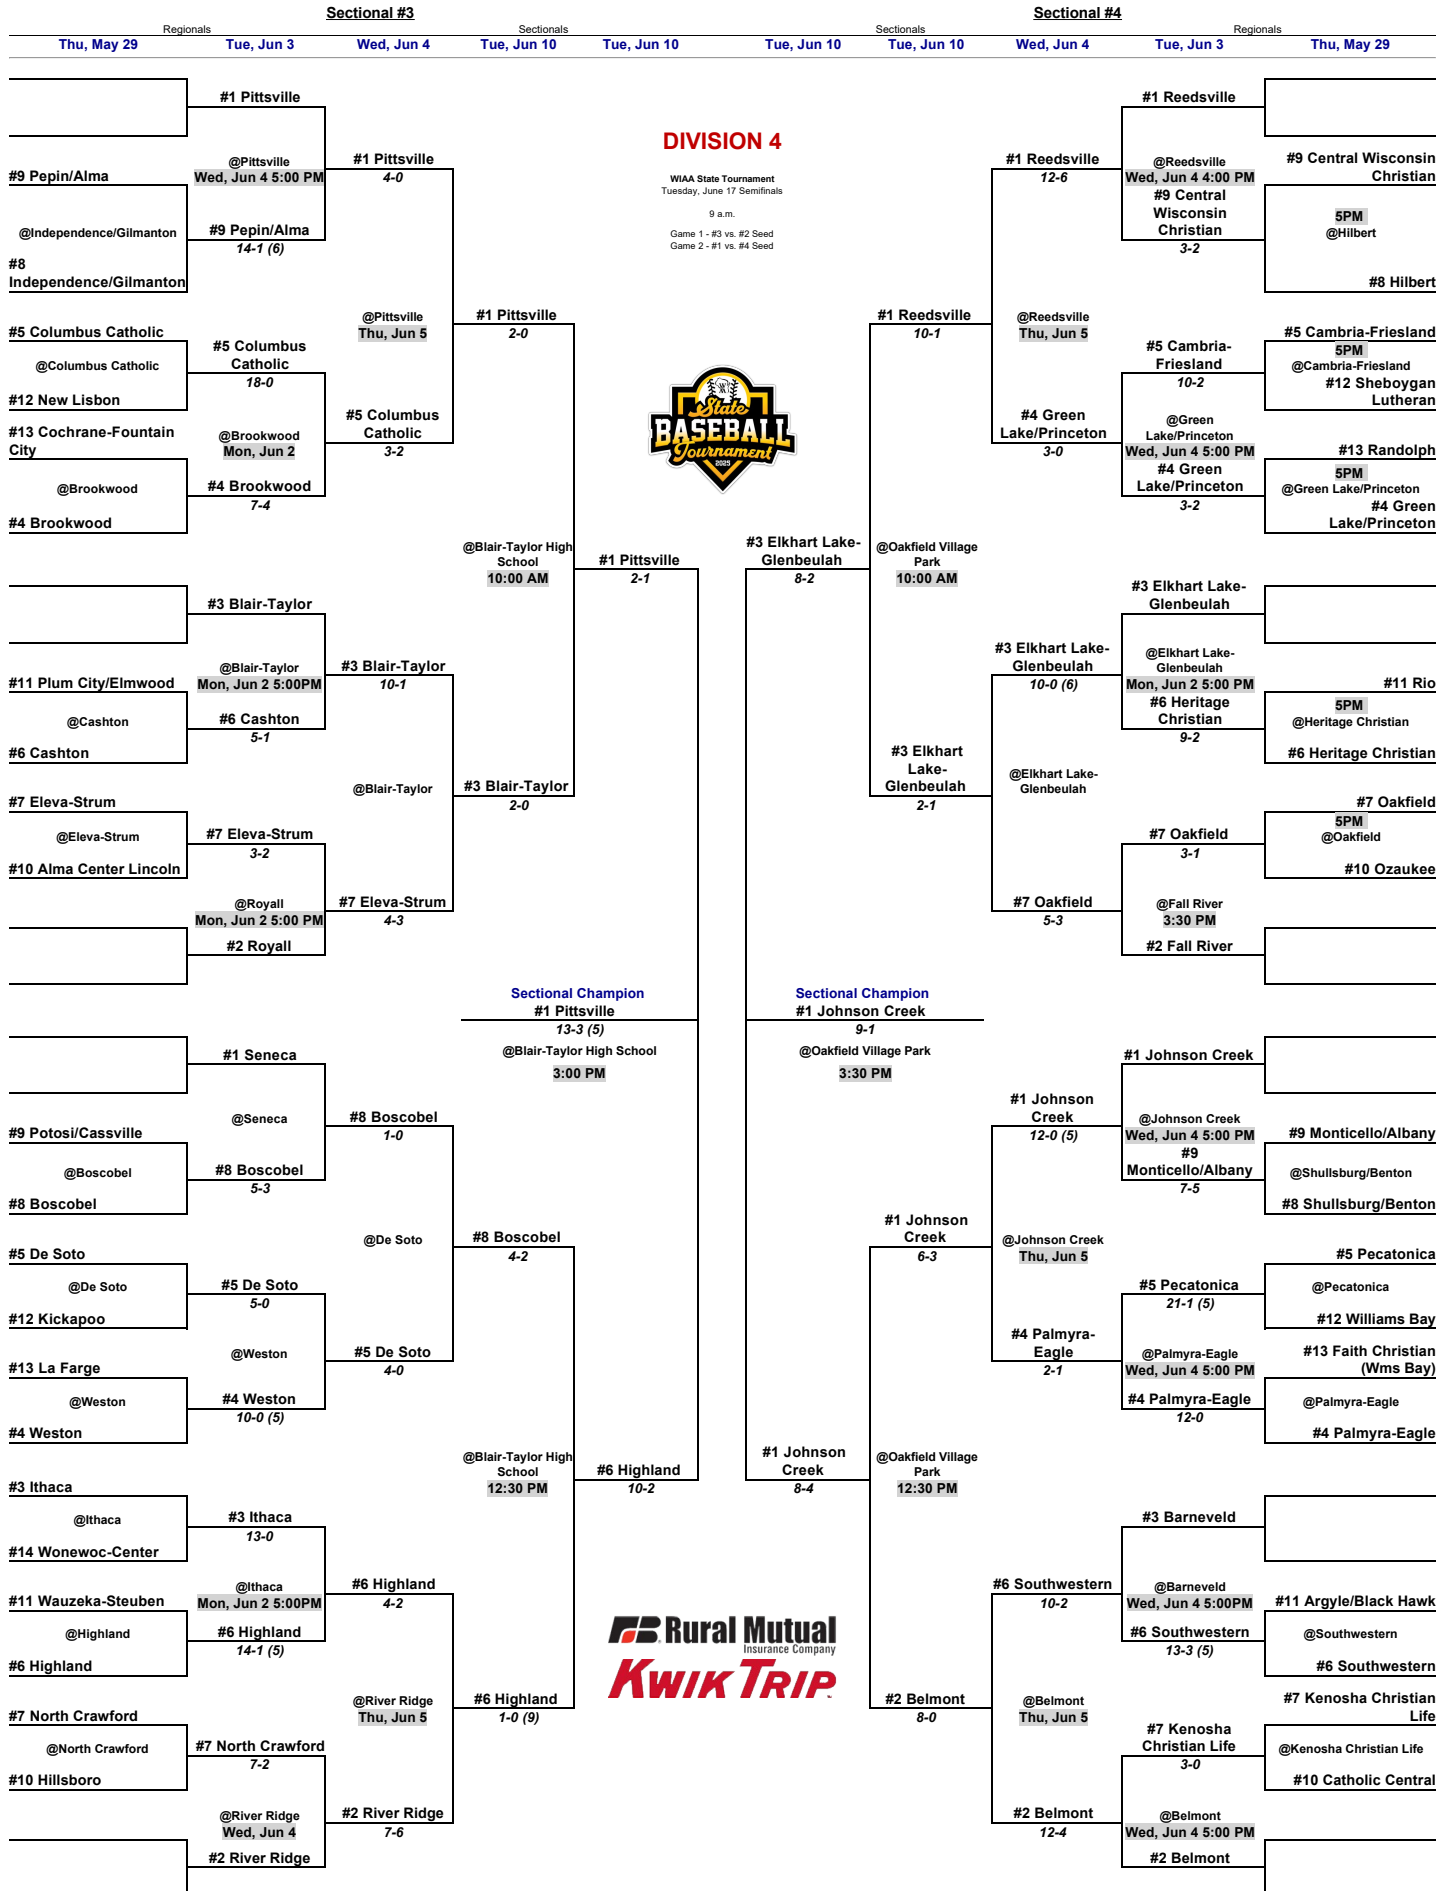 Sectional #3
Sectional #4
Regionals
Sectionals
Sectionals
Regionals
Thu, May 29
Tue, Jun 3
Wed, Jun 4
Tue, Jun 10
Tue, Jun 10
Tue, Jun 10
Tue, Jun 10
Wed, Jun 4
Tue, Jun 3
Thu, May 29
#1 Pittsville
@Pittsville
Wed, Jun 4 5:00 PM
#1 Pittsville
4-0
#9 Pepin/Alma
@Independence/Gilmanton
#9 Pepin/Alma
14-1 (6)
#8
Independence/Gilmanton
@Pittsville
Thu, Jun 5
#1 Pittsville
2-0
#5 Columbus Catholic
@Columbus Catholic
#5 Columbus
Catholic
18-0
#12 New Lisbon
#5 Columbus
Catholic
3-2
#13 Cochrane-Fountain
City
@Brookwood
Mon, Jun 2
@Brookwood
#4 Brookwood
7-4
#4 Brookwood
@Blair-Taylor High
School
10:00 AM
#1 Pittsville
2-1
#3 Blair-Taylor
@Blair-Taylor
Mon, Jun 2 5:00PM
#3 Blair-Taylor
10-1
#11 Plum City/Elmwood
@Cashton
#6 Cashton
5-1
#6 Cashton
@Blair-Taylor
#3 Blair-Taylor
2-0
#7 Eleva-Strum
@Eleva-Strum
#7 Eleva-Strum
3-2
#10 Alma Center Lincoln
@Royall
Mon, Jun 2 5:00 PM
#7 Eleva-Strum
4-3
#2 Royall
Sectional Champion
#1 Pittsville
13-3 (5)
@Blair-Taylor High School
3:00 PM
#1 Seneca
@Seneca
#8 Boscobel
1-0
#9 Potosi/Cassville
@Boscobel
#8 Boscobel
5-3
#8 Boscobel
@De Soto
#8 Boscobel
4-2
#5 De Soto
@De Soto
#5 De Soto
5-0
#12 Kickapoo
@Weston
#5 De Soto
4-0
#13 La Farge
@Weston
#4 Weston
10-0 (5)
#4 Weston
@Blair-Taylor High
School
12:30 PM
#6 Highland
10-2
#3 Ithaca
@Ithaca
#3 Ithaca
13-0
#14 Wonewoc-Center
@Ithaca
Mon, Jun 2 5:00PM
#6 Highland
4-2
#11 Wauzeka-Steuben
@Highland
#6 Highland
14-1 (5)
#6 Highland
@River Ridge
Thu, Jun 5
#6 Highland
1-0 (9)
#7 North Crawford
@North Crawford
#7 North Crawford
7-2
#10 Hillsboro
@River Ridge
Wed, Jun 4
#2 River Ridge
7-6
#2 River Ridge
DIVISION 4
WIAA State Tournament
Tuesday, June 17 Semifinals
9 a.m.
Game 1 - #3 vs. #2 Seed
Game 2 - #1 vs. #4 Seed
State
BASEBALL
Tournament
2025
Rural Mutual
Insurance Company
KWIK TRIP
#1 Reedsville
#1 Reedsville
12-6
@Reedsville
Wed, Jun 4 4:00 PM
#9 Central Wisconsin
Christian
#9 Central
Wisconsin
Christian
3-2
5PM
@Hilbert
#8 Hilbert
#1 Reedsville
10-1
@Reedsville
Thu, Jun 5
#5 Cambria-Friesland
5PM
@Cambria-Friesland
#5 Cambria-
Friesland
10-2
#12 Sheboygan
Lutheran
#4 Green
Lake/Princeton
3-0
@Green
Lake/Princeton
Wed, Jun 4 5:00 PM
#13 Randolph
5PM
@Green Lake/Princeton
#4 Green
Lake/Princeton
3-2
#4 Green
Lake/Princeton
#3 Elkhart Lake-
Glenbeulah
8-2
@Oakfield Village
Park
10:00 AM
#3 Elkhart Lake-
Glenbeulah
#3 Elkhart Lake-
Glenbeulah
10-0 (6)
@Elkhart Lake-
Glenbeulah
Mon, Jun 2 5:00 PM
#11 Rio
5PM
@Heritage Christian
#6 Heritage
Christian
9-2
#6 Heritage Christian
#3 Elkhart
Lake-
Glenbeulah
2-1
@Elkhart Lake-
Glenbeulah
#7 Oakfield
5PM
@Oakfield
#7 Oakfield
3-1
#10 Ozaukee
#7 Oakfield
5-3
@Fall River
3:30 PM
#2 Fall River
Sectional Champion
#1 Johnson Creek
9-1
@Oakfield Village Park
3:30 PM
#1 Johnson Creek
#1 Johnson
Creek
12-0 (5)
@Johnson Creek
Wed, Jun 4 5:00 PM
#9 Monticello/Albany
@Shullsburg/Benton
#9
Monticello/Albany
7-5
#8 Shullsburg/Benton
#1 Johnson
Creek
6-3
@Johnson Creek
Thu, Jun 5
#5 Pecatonica
@Pecatonica
#5 Pecatonica
21-1 (5)
#12 Williams Bay
#4 Palmyra-
Eagle
2-1
@Palmyra-Eagle
Wed, Jun 4 5:00 PM
#13 Faith Christian
(Wms Bay)
@Palmyra-Eagle
#4 Palmyra-Eagle
12-0
#4 Palmyra-Eagle
#1 Johnson
Creek
8-4
@Oakfield Village
Park
12:30 PM
#3 Barneveld
#6 Southwestern
10-2
@Barneveld
Wed, Jun 4 5:00PM
#11 Argyle/Black Hawk
@Southwestern
#6 Southwestern
13-3 (5)
#6 Southwestern
#2 Belmont
8-0
@Belmont
Thu, Jun 5
#7 Kenosha Christian
Life
@Kenosha Christian Life
#7 Kenosha
Christian Life
3-0
#10 Catholic Central
#2 Belmont
12-4
@Belmont
Wed, Jun 4 5:00 PM
#2 Belmont